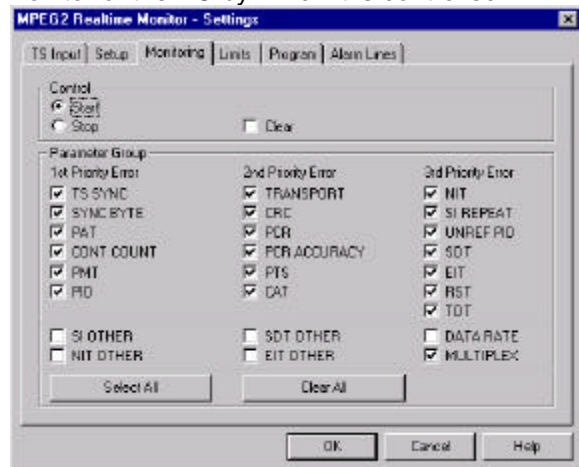 MPEG2 Realtime Monitor - Settings
TS Input Setup Monitoring Limits Program Alarm Lines
Control
Start
Stop Clear
Parameter Group
1st Priority Error 2nd Priority Error 3rd Priority Error
TS SYNC TRANSPORT NIT
SYNC BYTE CRC SI REPEAT
PAT PCR UNREF PID
CONT COUNT PCR ACCURACY SDT
PMT PTS EIT
PID CAT RST
TDT
SI OTHER SDT OTHER DATA RATE
NIT OTHER EIT OTHER MULTIPLEX
Select All Clear All
OK Cancel Help